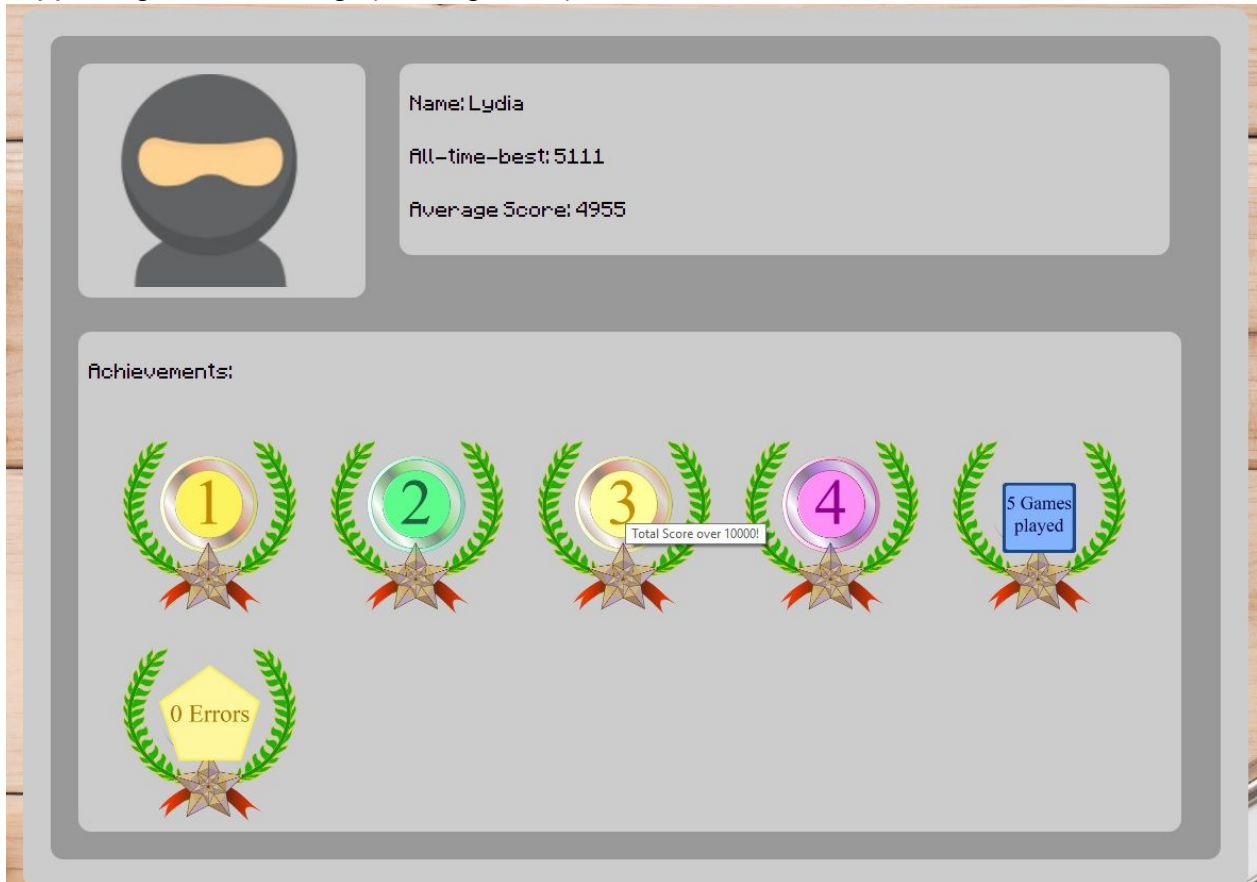 Name: Lydia
All-time-best: 5111
Average Score: 4955
Achievements:
1
2
3
4
5 Games
played
Total Score over 10000!
0 Errors